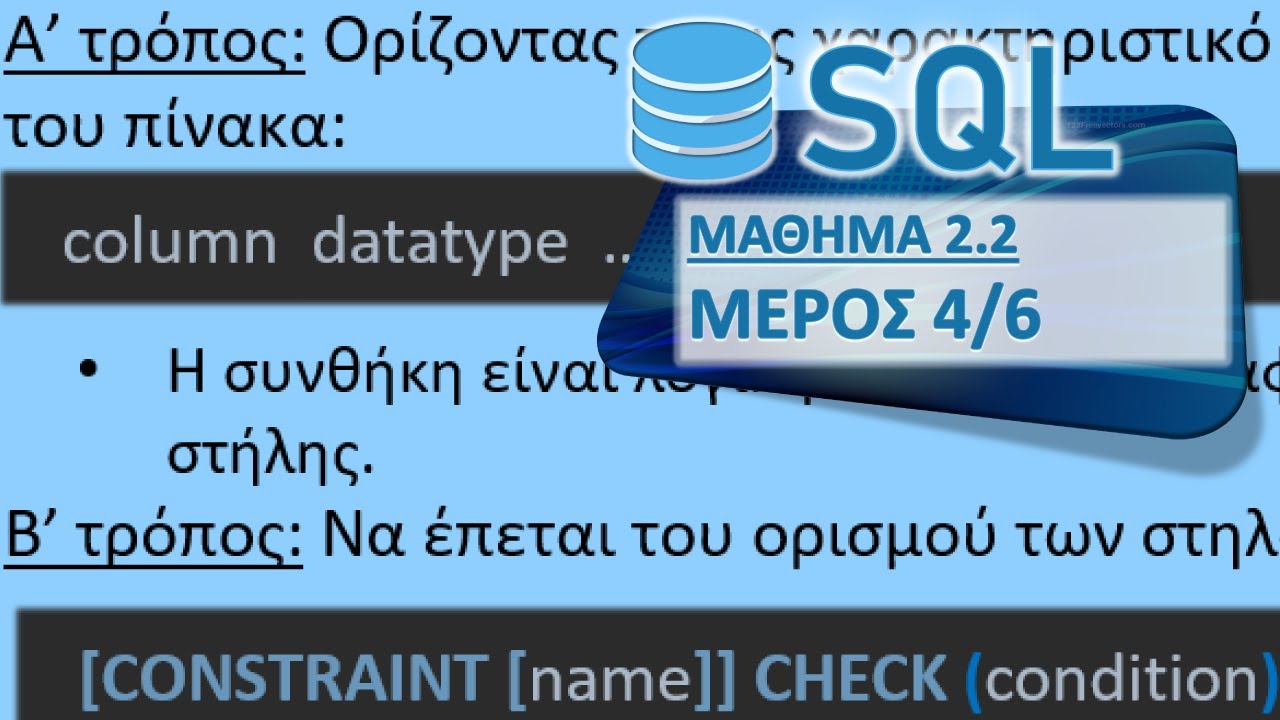 Α’ τρόπος: Ορίζοντας χαρακτηριστικό
του πίνακα:
column datatype ..
• Η συνθήκη είναι
στήλης.
Β’ τρόπος: Να έπεται του ορισμού των
[CONSTRAINT [name]] CHECK (condition)
SQL
ΜΑΘΗΜΑ 2.2
ΜΕΡΟΣ 4/6